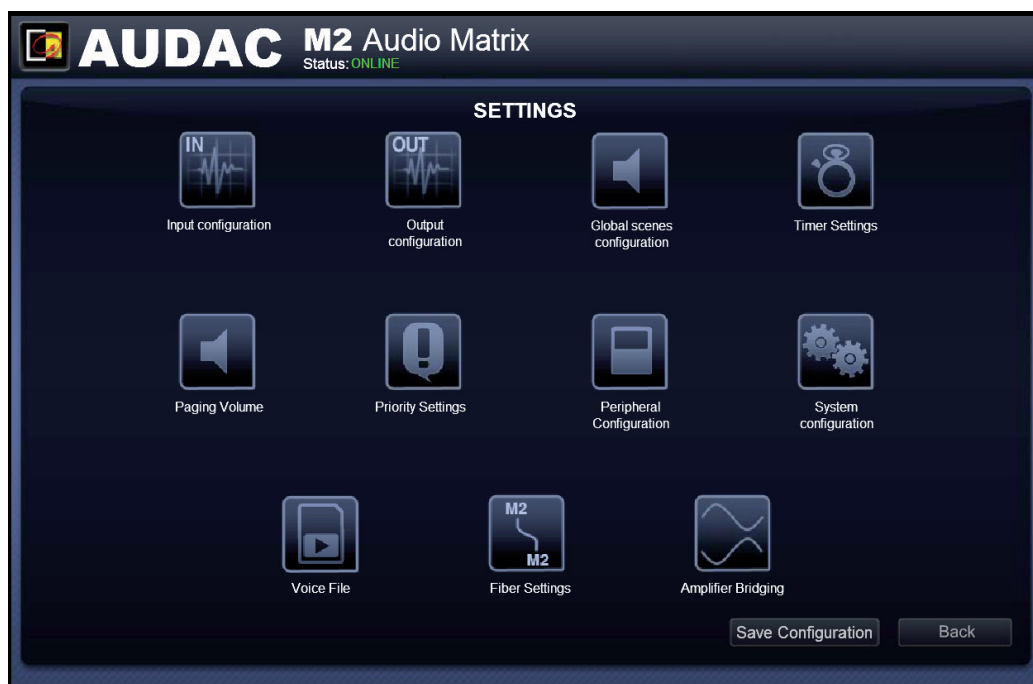 AUDAC M2 Audio Matrix
Status: ONLINE
SETTINGS
IN
OUT
Input configuration
Output
configuration
Global scenes
configuration
Timer Settings
Paging Volume
Priority Settings
Peripheral
Configuration
System
configuration
M2
M2
Voice File
Fiber Settings
Amplifier Bridging
Save Configuration
Back